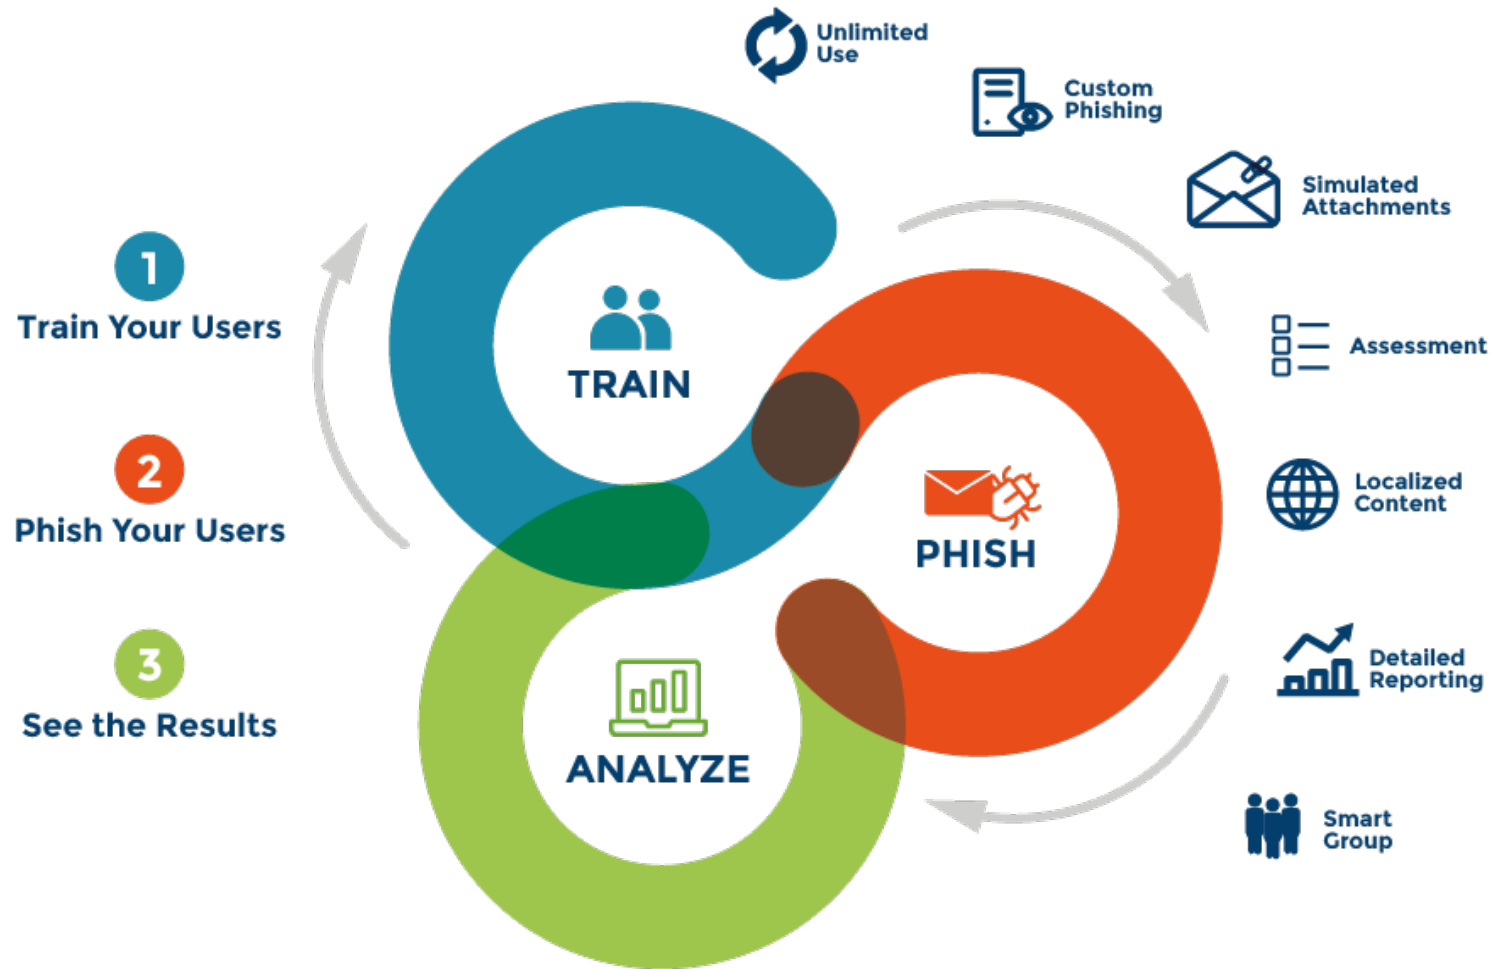 1
Train Your Users
2
Phish Your Users
3
See the Results
TRAIN
PHISH
ANALYZE
Unlimited
Use
Custom
Phishing
Simulated
Attachments
Assessment
Localized
Content
Detailed
Reporting
Smart
Group